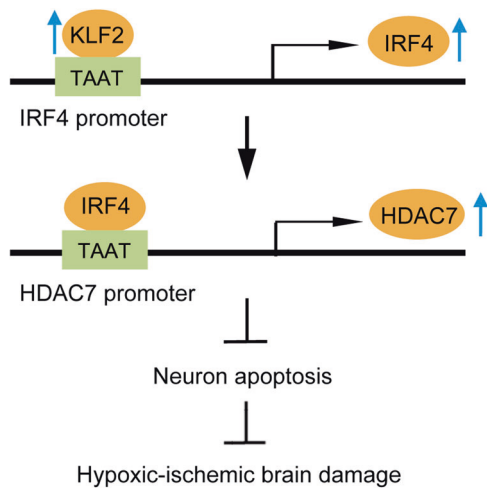 KLF2
IRF4
TAAT
IRF4 promoter
IRF4
HDAC7
TAAT
HDAC7 promoter
Neuron apoptosis
Hypoxic-ischemic brain damage